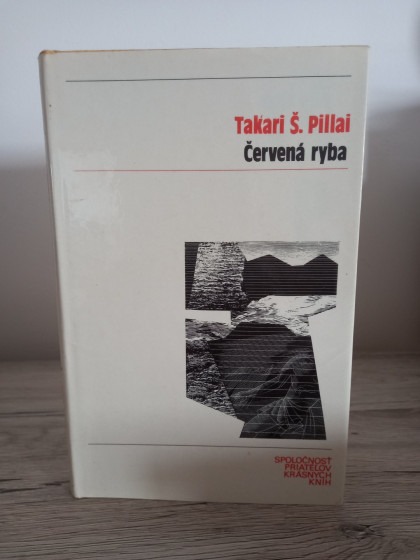 Takari Š. Pillai
Červená ryba
SPOLOČNOSŤ
PRIATEĽOV
KRÁSNYCH
KNÍH